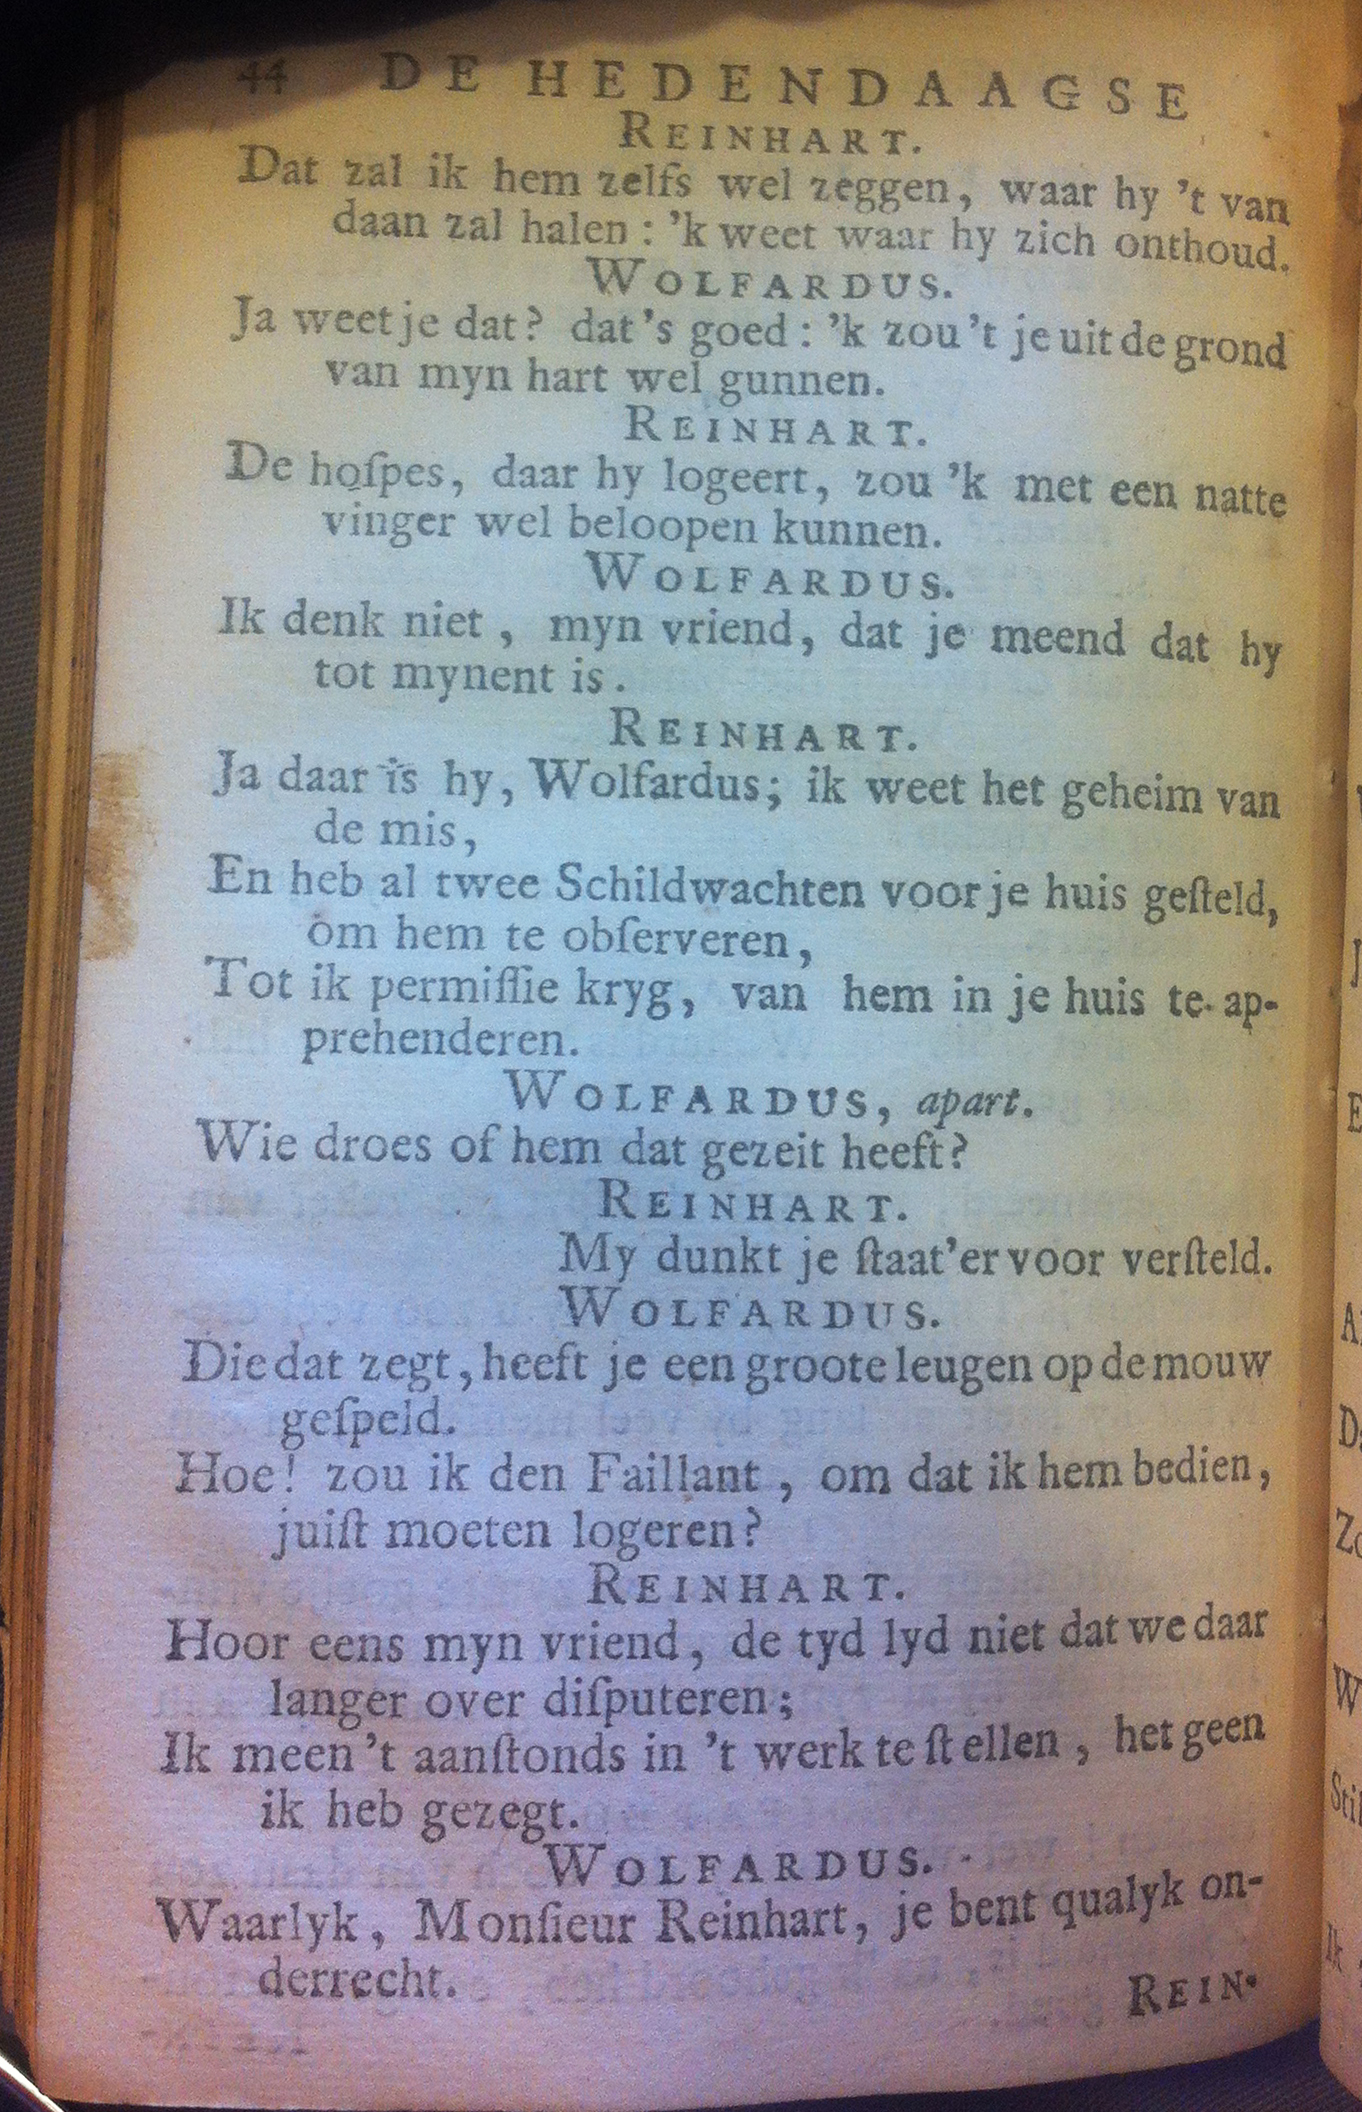 44 DE HEDENDAAGSE
REINHART.
Dat zal ik hem zelfs wel zeggen, waar hy 't van
daan zal halen : 'k weet waar hy zich onthoud.
WOLFARDUS.
Ja weet je dat? dat's goed : 'k zou 't je uit de grond
van myn hart wel gunnen.
REINHART.
De hoſpes, daar hy logeert, zou 'k met een natte
vinger wel beloopen kunnen.
WOLFARDUS.
Ik denk niet, myn vriend, dat je meend dat hy
tot mynent is.
REINHART.
Ja daar is hy, Wolfardus; ik weet het geheim van
de mis,
En heb al twee Schildwachten voor je huis geſteld,
om hem te obſerveren,
Tot ik permiſſie kryg, van hem in je huis te ap-
prehenderen.
WOLFARDUS, apart.
Wie droes of hem dat gezeit heeft?
REINHART.
My dunkt je ſtaat'er voor verſteld.
WOLFARDUS.
Die dat zegt, heeft je een groote leugen op de mouw
geſpeld.
Hoe! zou ik den Faillant, om dat ik hem bedien,
juiſt moeten logeren?
REINHART.
Hoor eens myn vriend, de tyd lyd niet dat we daar
langer over diſputeren;
Ik meen 't aanſtonds in 't werk te ſtellen, het geen
ik heb gezegt.
WOLFARDUS.
Waarlyk, Monſieur Reinhart, je bent qualyk on-
derrecht.
REIN-